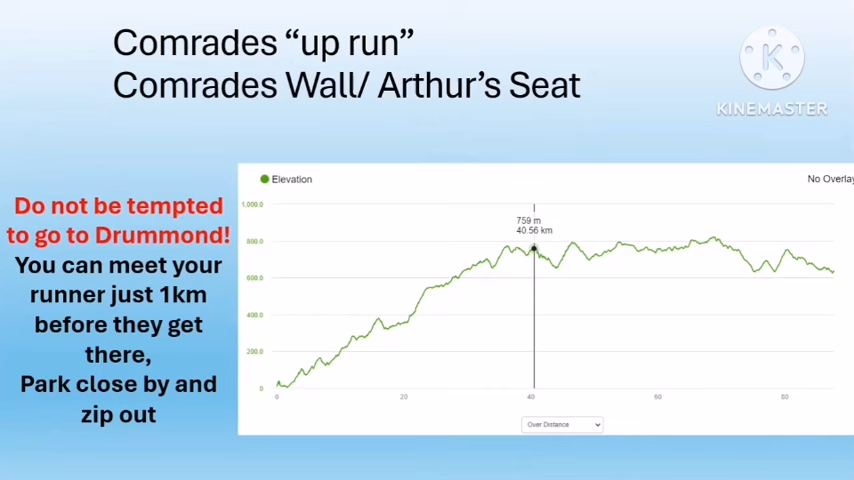 Comrades “up run”
Comrades Wall/ Arthur’s Seat
K
KINEMASTER
Do not be tempted
to go to Drummond!
You can meet your
runner just 1km
before they get
there,
Park close by and
zip out
Elevation
No Overlay
1,000.0
800.0
600.0
400.0
200.0
0
759 m
40.56 km
0
20
40
60
80
Over Distance